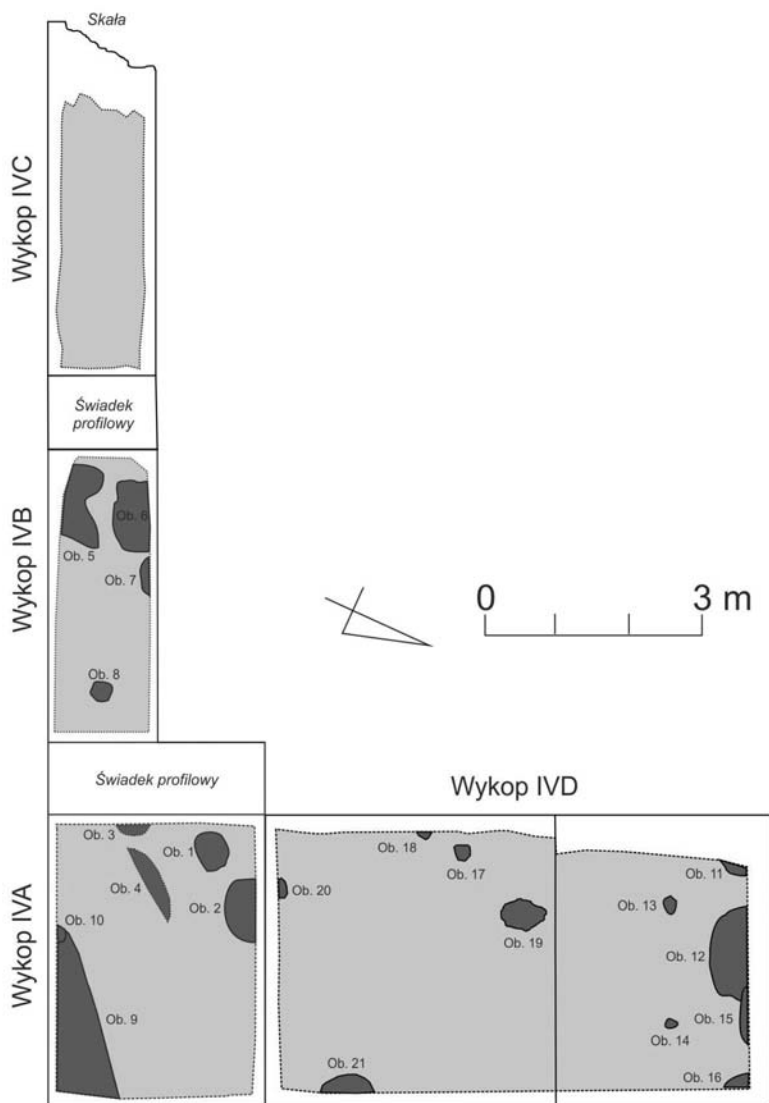 Skała
Wykop IVC
Świadek
profilowy
Wykop IVB
Ob. 5
Ob. 6
Ob. 7
Ob. 8
0 3 m
Świadek profilowy
Wykop IVD
Wykop IVA
Ob. 3
Ob. 1
Ob. 4
Ob. 2
Ob. 10
Ob. 9
Ob. 18
Ob. 17
Ob. 20
Ob. 19
Ob. 21
Ob. 11
Ob. 13
Ob. 12
Ob. 15
Ob. 14
Ob. 16